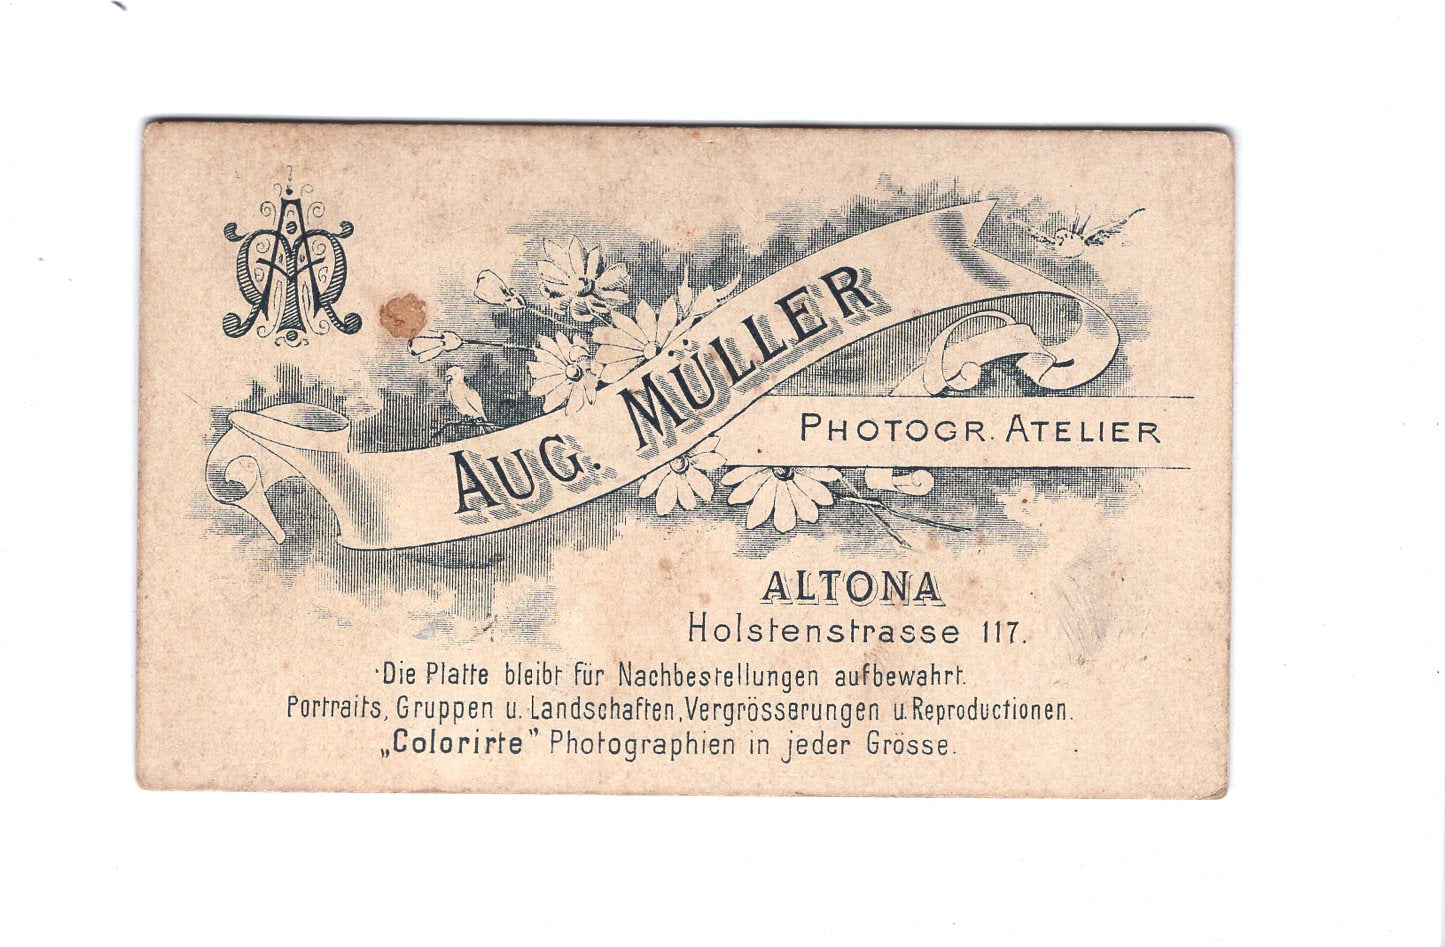 AM
AUG. MÜLLER
PHOTOGR. ATELIER
ALTONA
Holstenstrasse 117.
Die Platte bleibt für Nachbestellungen aufbewahrt.
Portraits, Gruppen u. Landschaften, Vergrösserungen u. Reproductionen.
„Colorirte” Photographien in jeder Grösse.